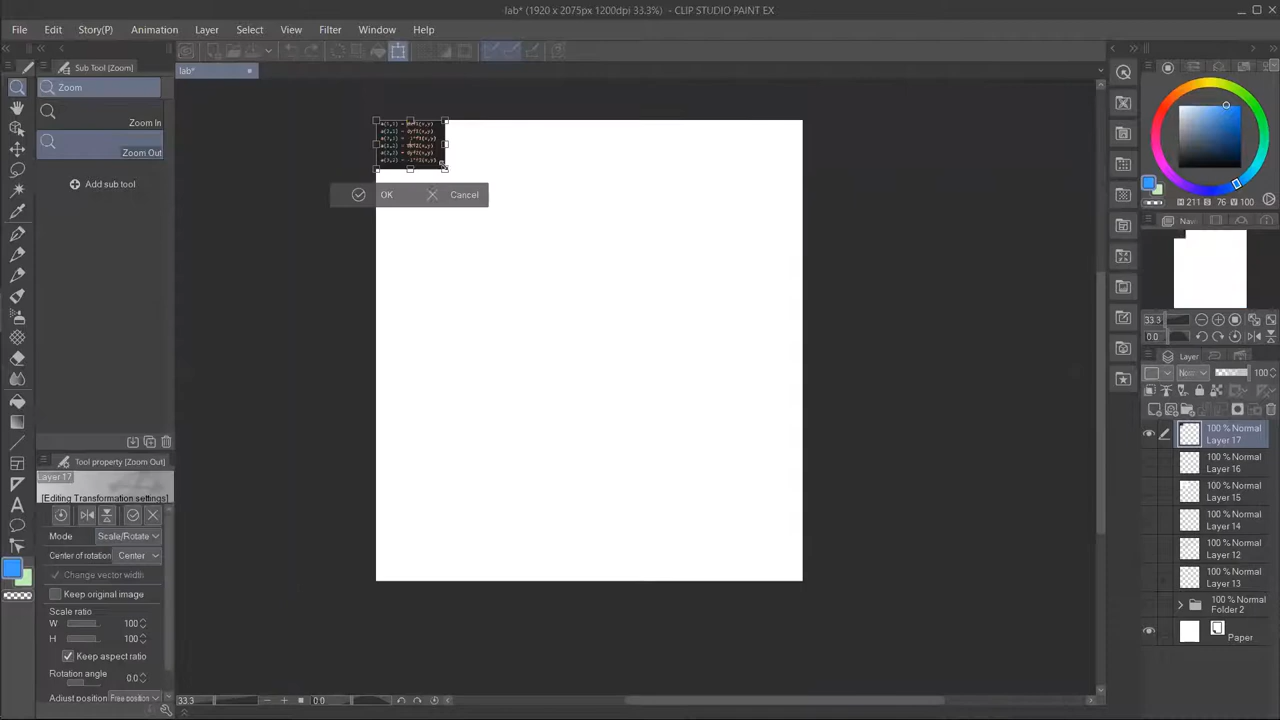 lab* (1920 x 2075px 1200dpi 33.3%) - CLIP STUDIO PAINT EX
File Edit Story(P) Animation Layer Select View Filter Window Help
Sub Tool [Zoom]
lab*
Zoom
Zoom In
Zoom Out
Add sub tool
OK Cancel
H 211 S 76 V 100
Navi
33.3
0.0
Layer
Nor 100
100 % Normal
Layer 17
100 % Normal
Layer 16
100 % Normal
Layer 15
100 % Normal
Layer 14
100 % Normal
Layer 12
100 % Normal
Layer 13
100 % Normal
Folder 2
Paper
Tool property [Zoom Out]
Layer 17
[Editing Transformation settings]
Mode Scale/Rotate
Center of rotation Center
Change vector width
Keep original image
Scale ratio
W 100
H 100
Keep aspect ratio
Rotation angle
0.0
Adjust position Free position
33.3 0.0